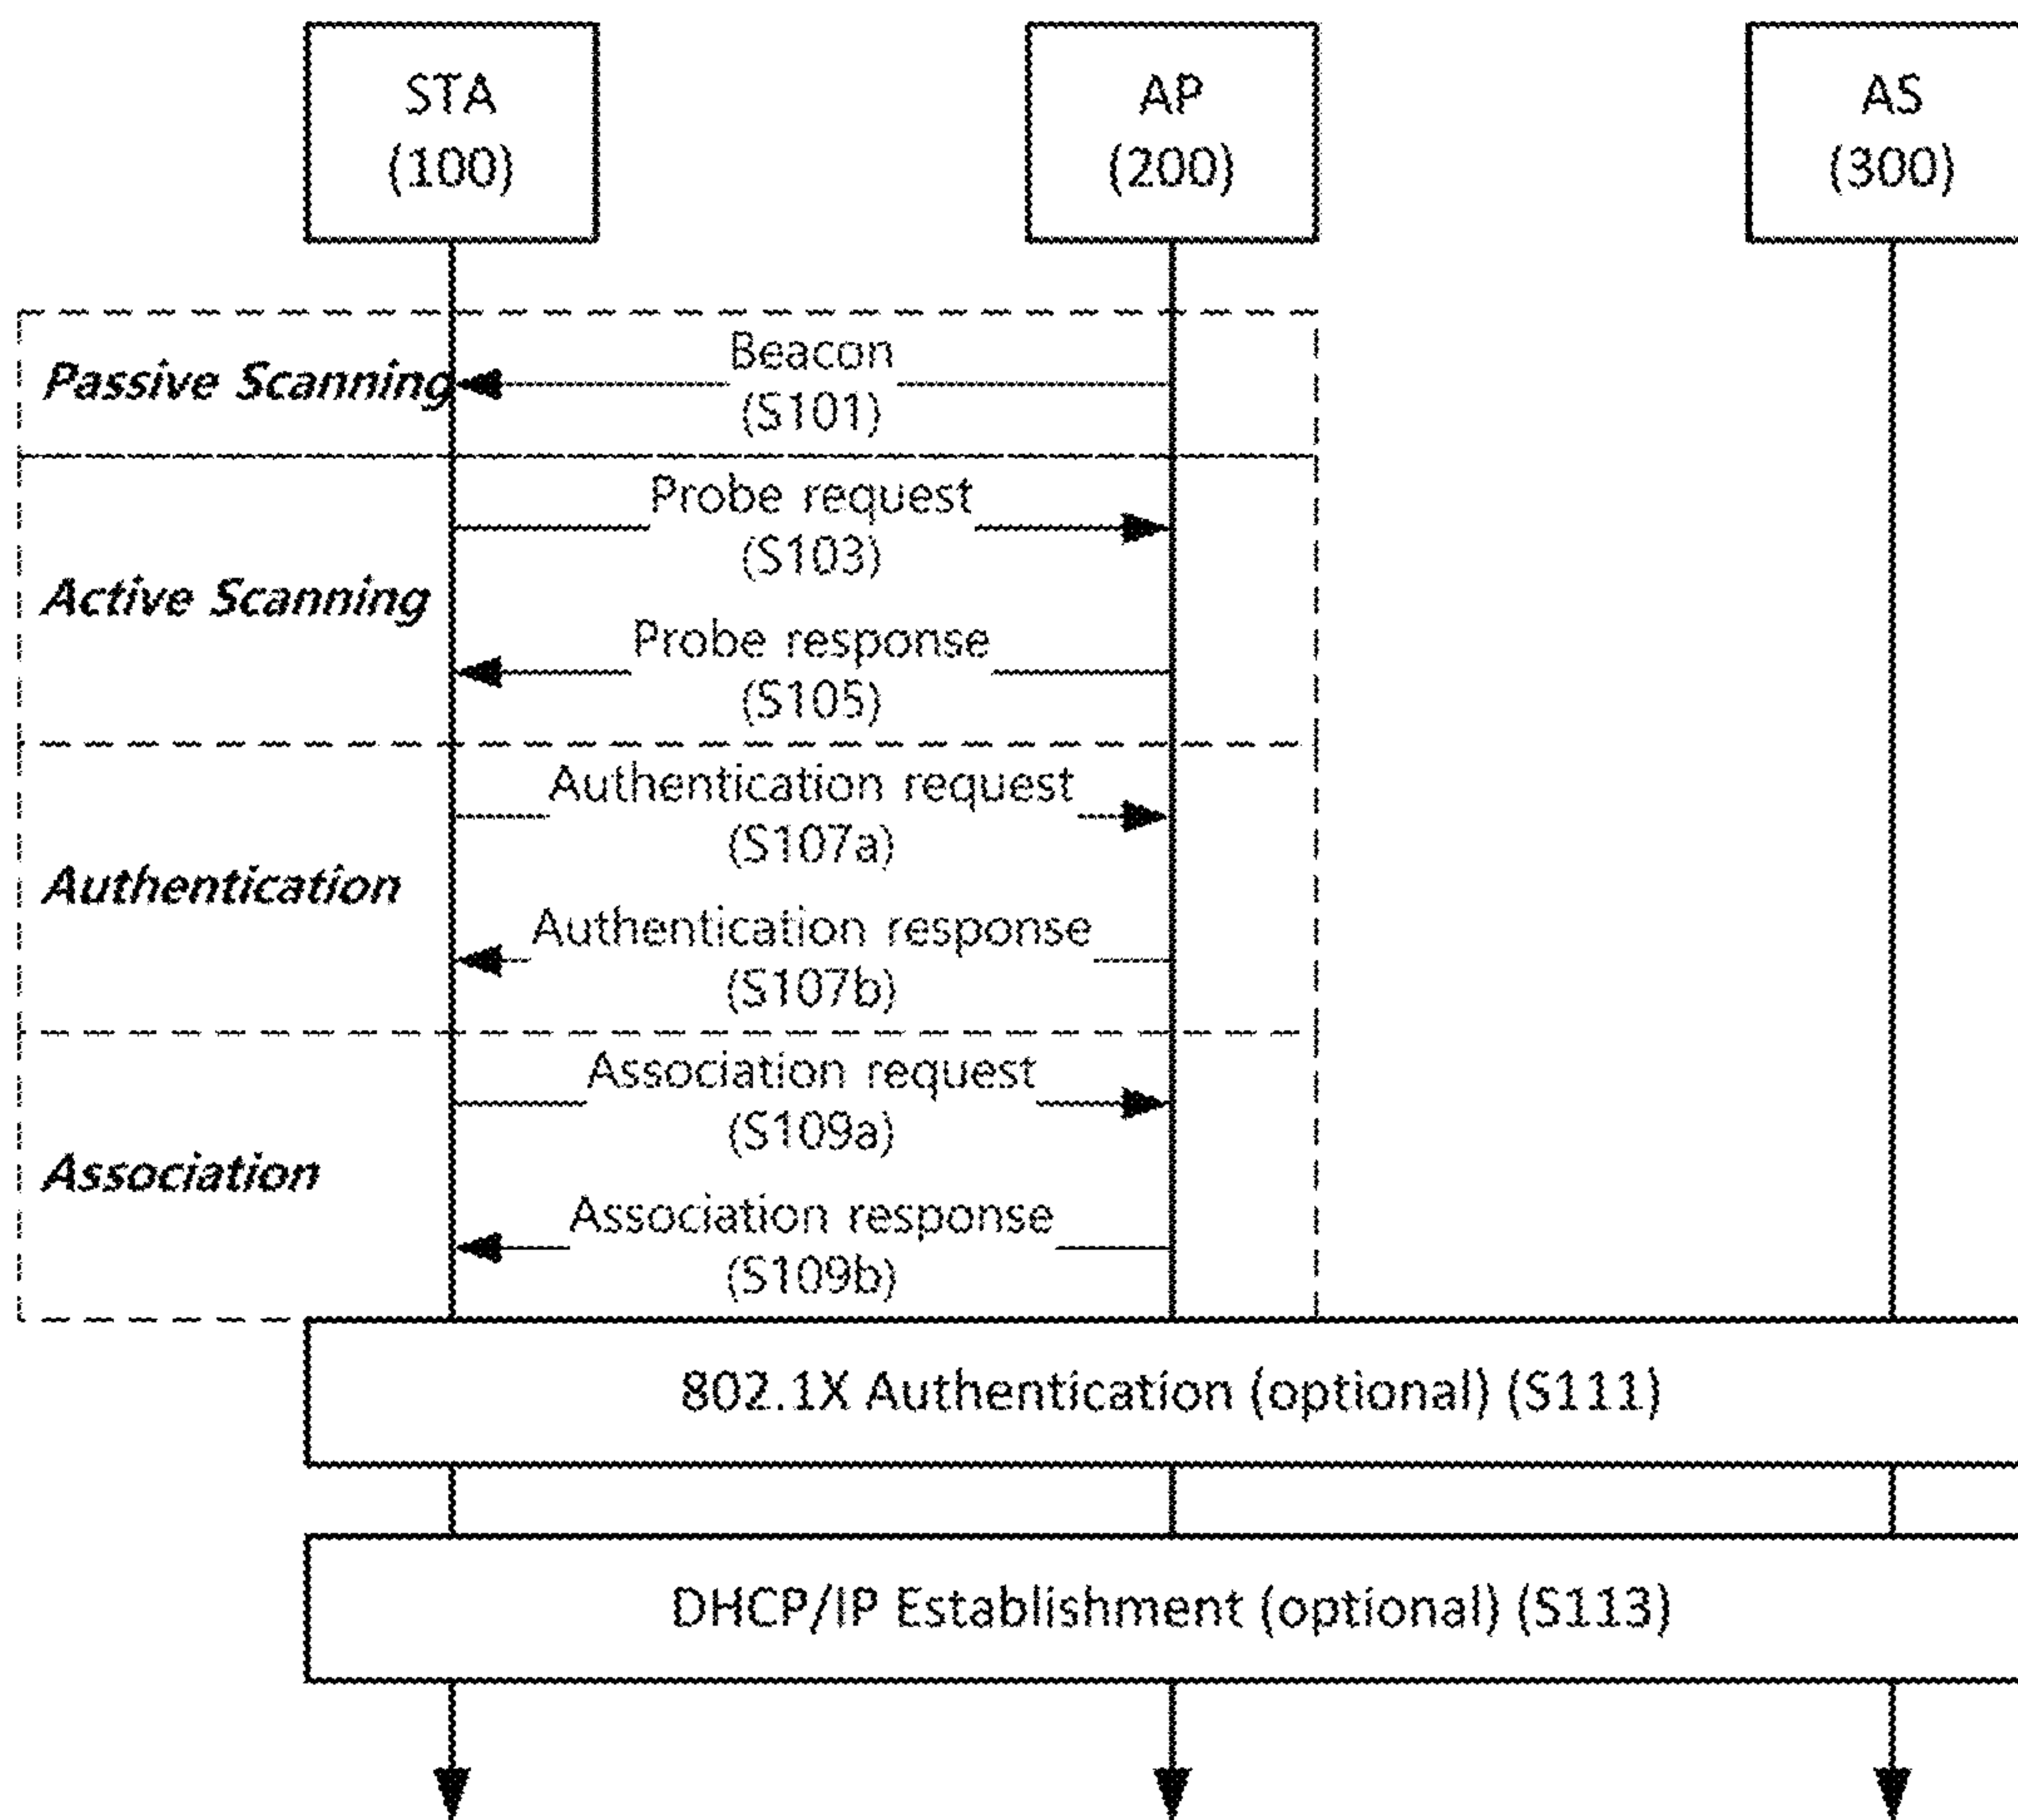 STA
(100)
AP
(200)
AS
(300)
Passive Scanning
Beacon
(S101)
Active Scanning
Probe request
(S103)
Probe response
(S105)
Authentication
Authentication request
(S107a)
Authentication response
(S107b)
Association
Association request
(S109a)
Association response
(S109b)
802.1X Authentication (optional) (S111)
DHCP/IP Establishment (optional) (S113)